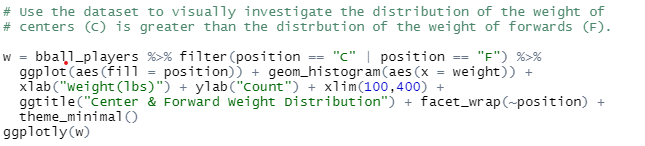 # Use the dataset to visually investigate the distribution of the weight of
# centers (C) is greater than the distrbution of the weight of forwards (F).
w = bball_players %>% filter(position == "C" | position == "F") %>%
ggplot(aes(fill = position)) + geom_histogram(aes(x = weight)) +
xlab("Weight(lbs)") + ylab("Count") + xlim(100,400) +
ggtitle("Center & Forward Weight Distribution") + facet_wrap(~position) +
theme_minimal()
ggplotly(w)